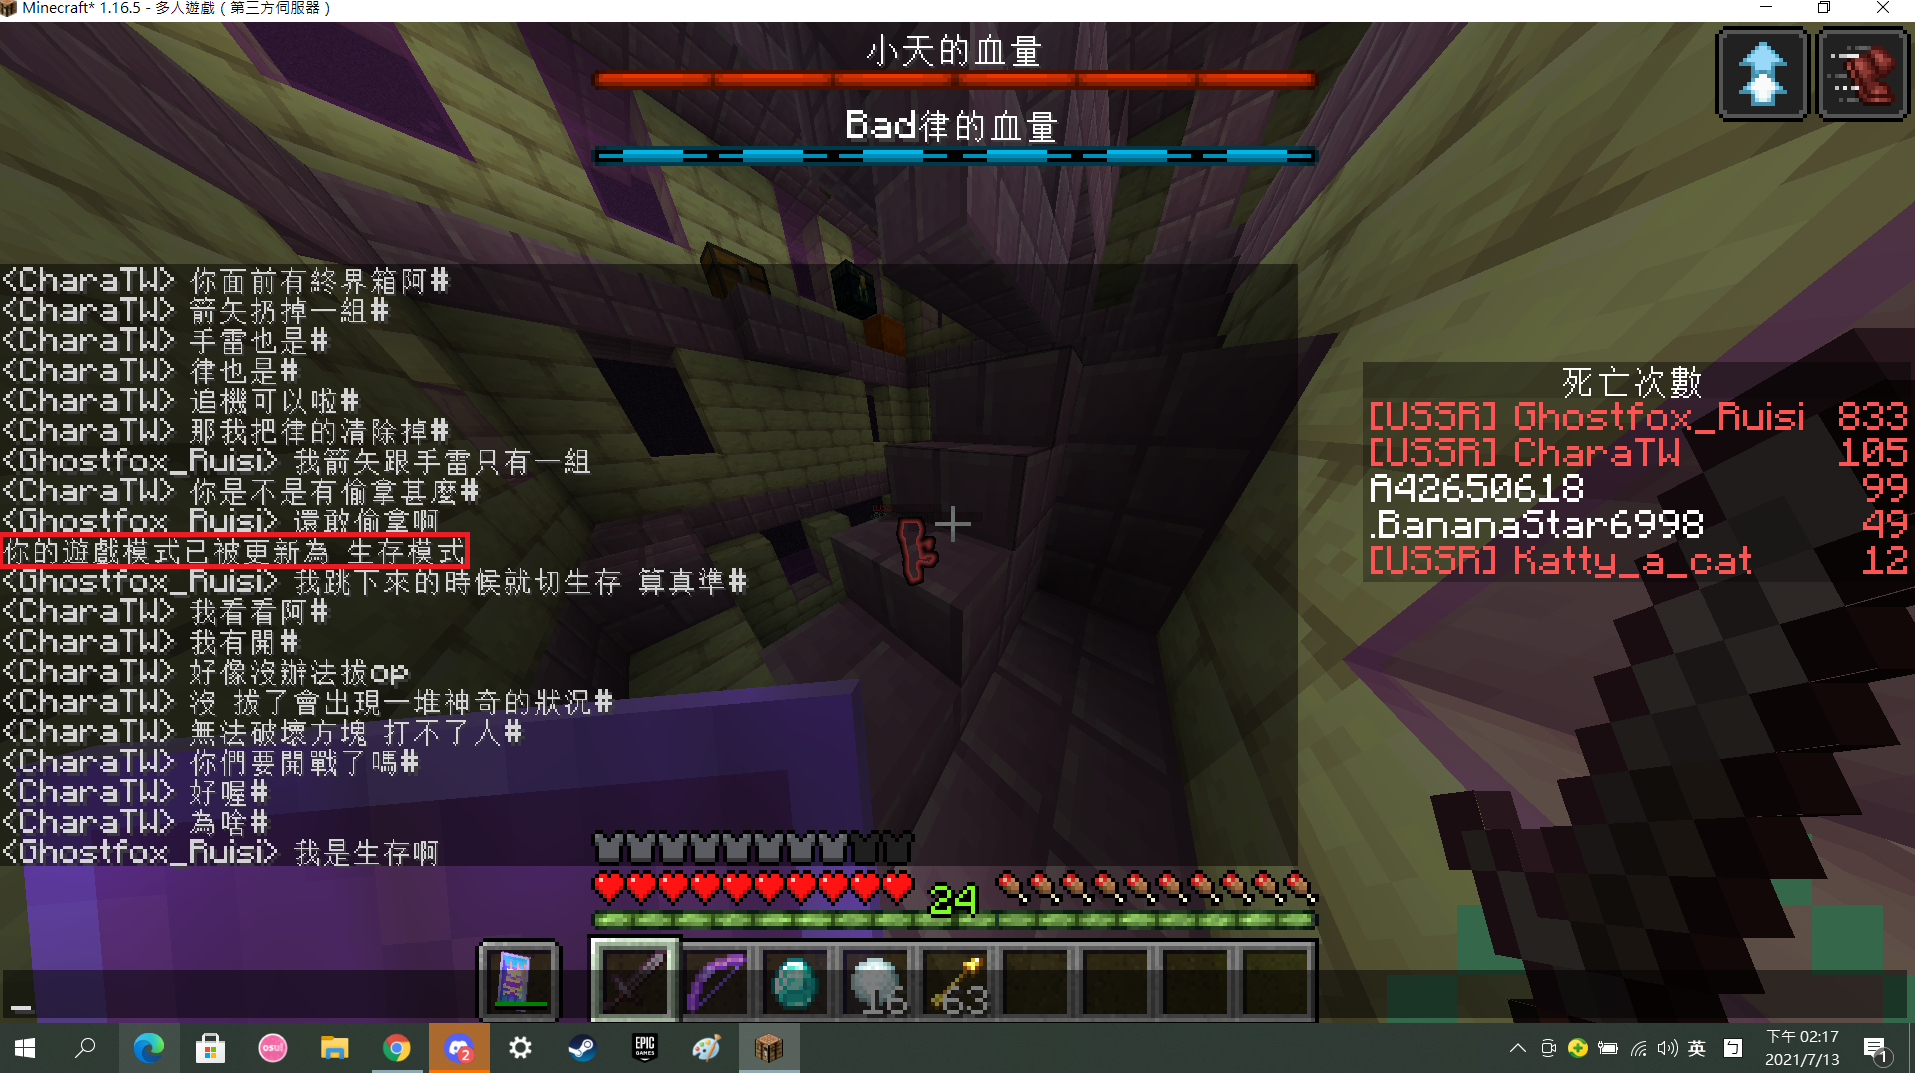 Minecraft* 1.16.5 - 多人遊戲（第三方伺服器）
小天的血量
Bad律的血量
<CharaTW> 你面前有終界箱阿#
<CharaTW> 箭矢扔掉一組#
<CharaTW> 手雷也是#
<CharaTW> 律也是#
<CharaTW> 追機可以啦#
<CharaTW> 那我把律的清除掉#
<Ghostfox_Ruisi> 我箭矢跟手雷只有一組
<CharaTW> 你是不是有偷拿甚麼#
<Ghostfox_Ruisi> 還敢偷拿啊
你的遊戲模式已被更新為 生存模式
<Ghostfox_Ruisi> 我跳下來的時候就切生存 算真準#
<CharaTW> 我看看阿#
<CharaTW> 我有開#
<CharaTW> 好像沒辦法拔op
<CharaTW> 沒 拔了會出現一堆神奇的狀況#
<CharaTW> 無法破壞方塊 打不了人#
<CharaTW> 你們要開戰了嗎#
<CharaTW> 好喔#
<CharaTW> 為啥#
<Ghostfox_Ruisi> 我是生存啊
死亡次數
[USSR] Ghostfox_Ruisi 833
[USSR] CharaTW 105
A42650618 99
.BananaStar6998 49
[USSR] Katty_a_cat 12
24
16
63
osu!
2
EPIC
GAMES
英
下午 02:17
2021/7/13
1